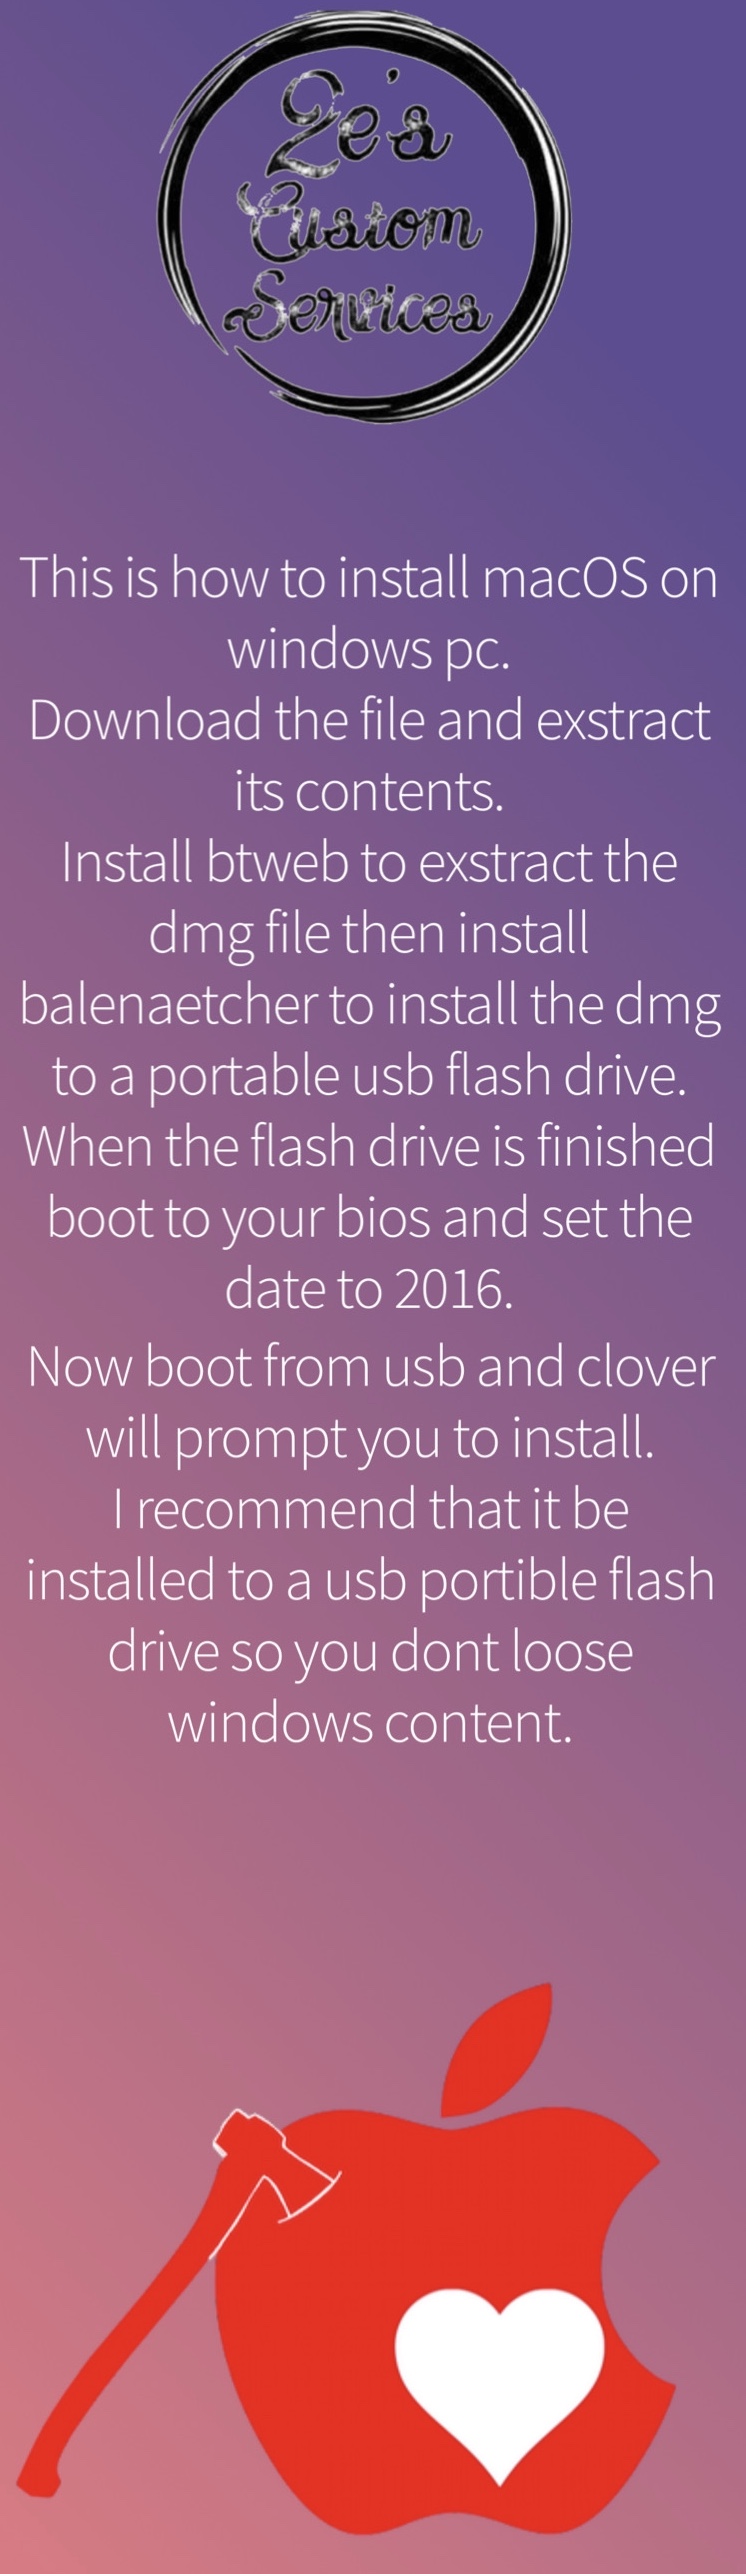 2e's
Custom
Services
This is how to install macOS on
windows pc.
Download the file and exstract
its contents.
Install btweb to exstract the
dmg file then install
balenaetcher to install the dmg
to a portable usb flash drive.
When the flash drive is finished
boot to your bios and set the
date to 2016.
Now boot from usb and clover
will prompt you to install.
I recommend that it be
installed to a usb portible flash
drive so you dont loose
windows content.